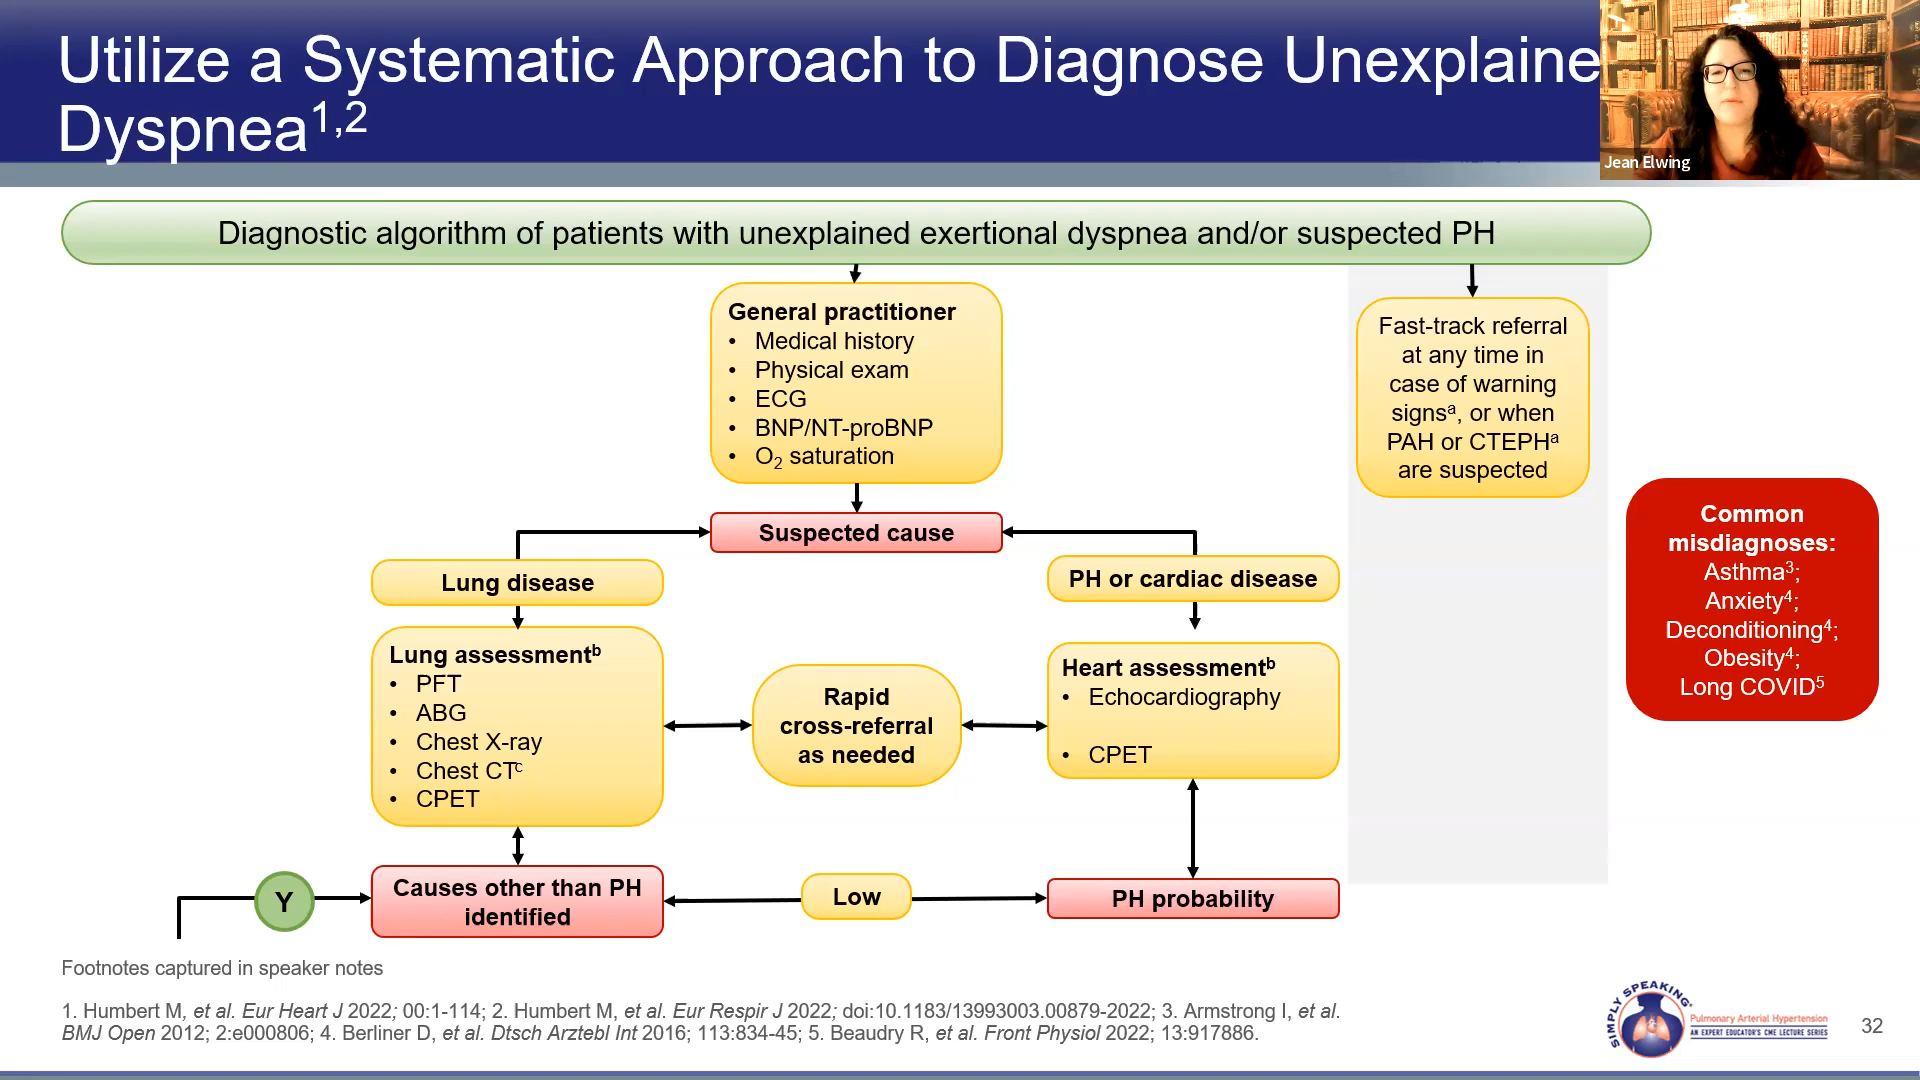 Utilize a Systematic Approach to Diagnose Unexplaine
Dyspnea1,2
Jean Elwing
Diagnostic algorithm of patients with unexplained exertional dyspnea and/or suspected PH
General practitioner
• Medical history
• Physical exam
• ECG
• BNP/NT-proBNP
• O2 saturation
Fast-track referral
at any time in
case of warning
signsa, or when
PAH or CTEPHa
are suspected
Suspected cause
Lung disease
PH or cardiac disease
Common
misdiagnoses:
Asthma3;
Anxiety4;
Deconditioning4;
Obesity4;
Long COVID5
Lung assessmentb
• PFT
• ABG
• Chest X-ray
• Chest CTc
• CPET
Rapid
cross-referral
as needed
Heart assessmentb
• Echocardiography
• CPET
Y
Causes other than PH
identified
Low
PH probability
Footnotes captured in speaker notes
1. Humbert M, et al. Eur Heart J 2022; 00:1-114; 2. Humbert M, et al. Eur Respir J 2022; doi:10.1183/13993003.00879-2022; 3. Armstrong I, et al.
BMJ Open 2012; 2:e000806; 4. Berliner D, et al. Dtsch Arztebl Int 2016; 113:834-45; 5. Beaudry R, et al. Front Physiol 2022; 13:917886.
SIMPLY SPEAKING
Pulmonary Arterial Hypertension
AN EXPERT EDUCATOR'S CME LECTURE SERIES
32